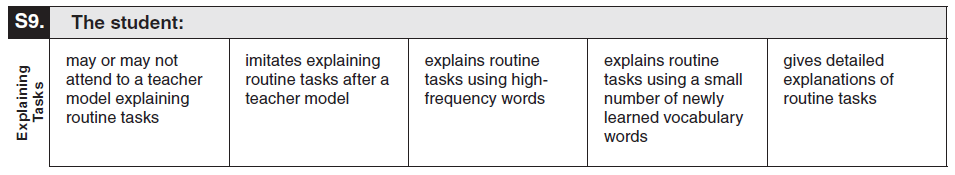 S9. The student:
Explaining
Tasks
may or may not
attend to a teacher
model explaining
routine tasks
imitates explaining
routine tasks after a
teacher model
explains routine
tasks using high-
frequency words
explains routine
tasks using a small
number of newly
learned vocabulary
words
gives detailed
explanations of
routine tasks